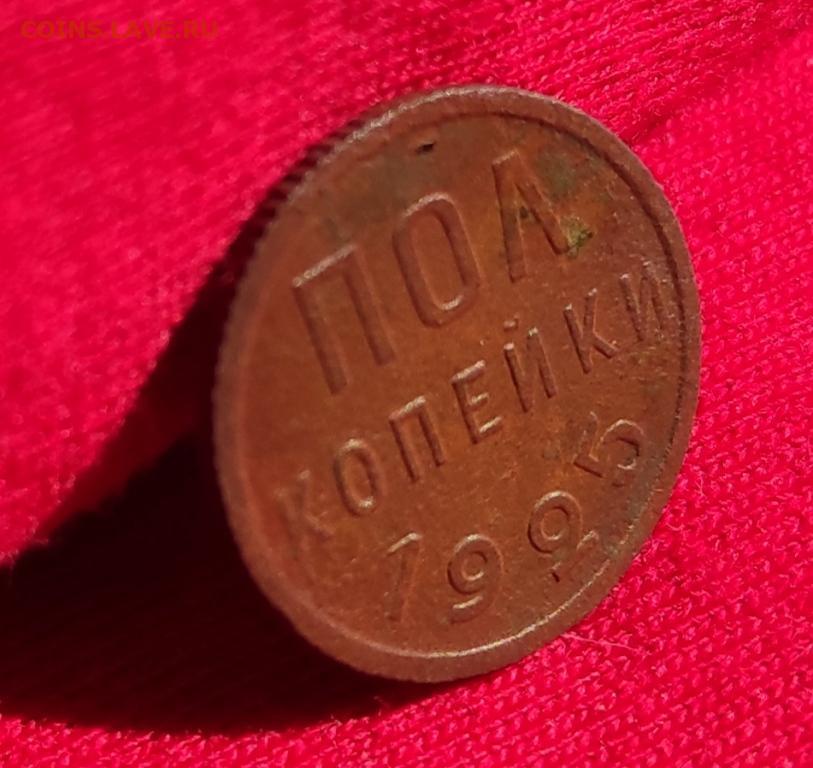 COINS.LAVE.RU
ПОЛ
КОПЕЙКИ
1925